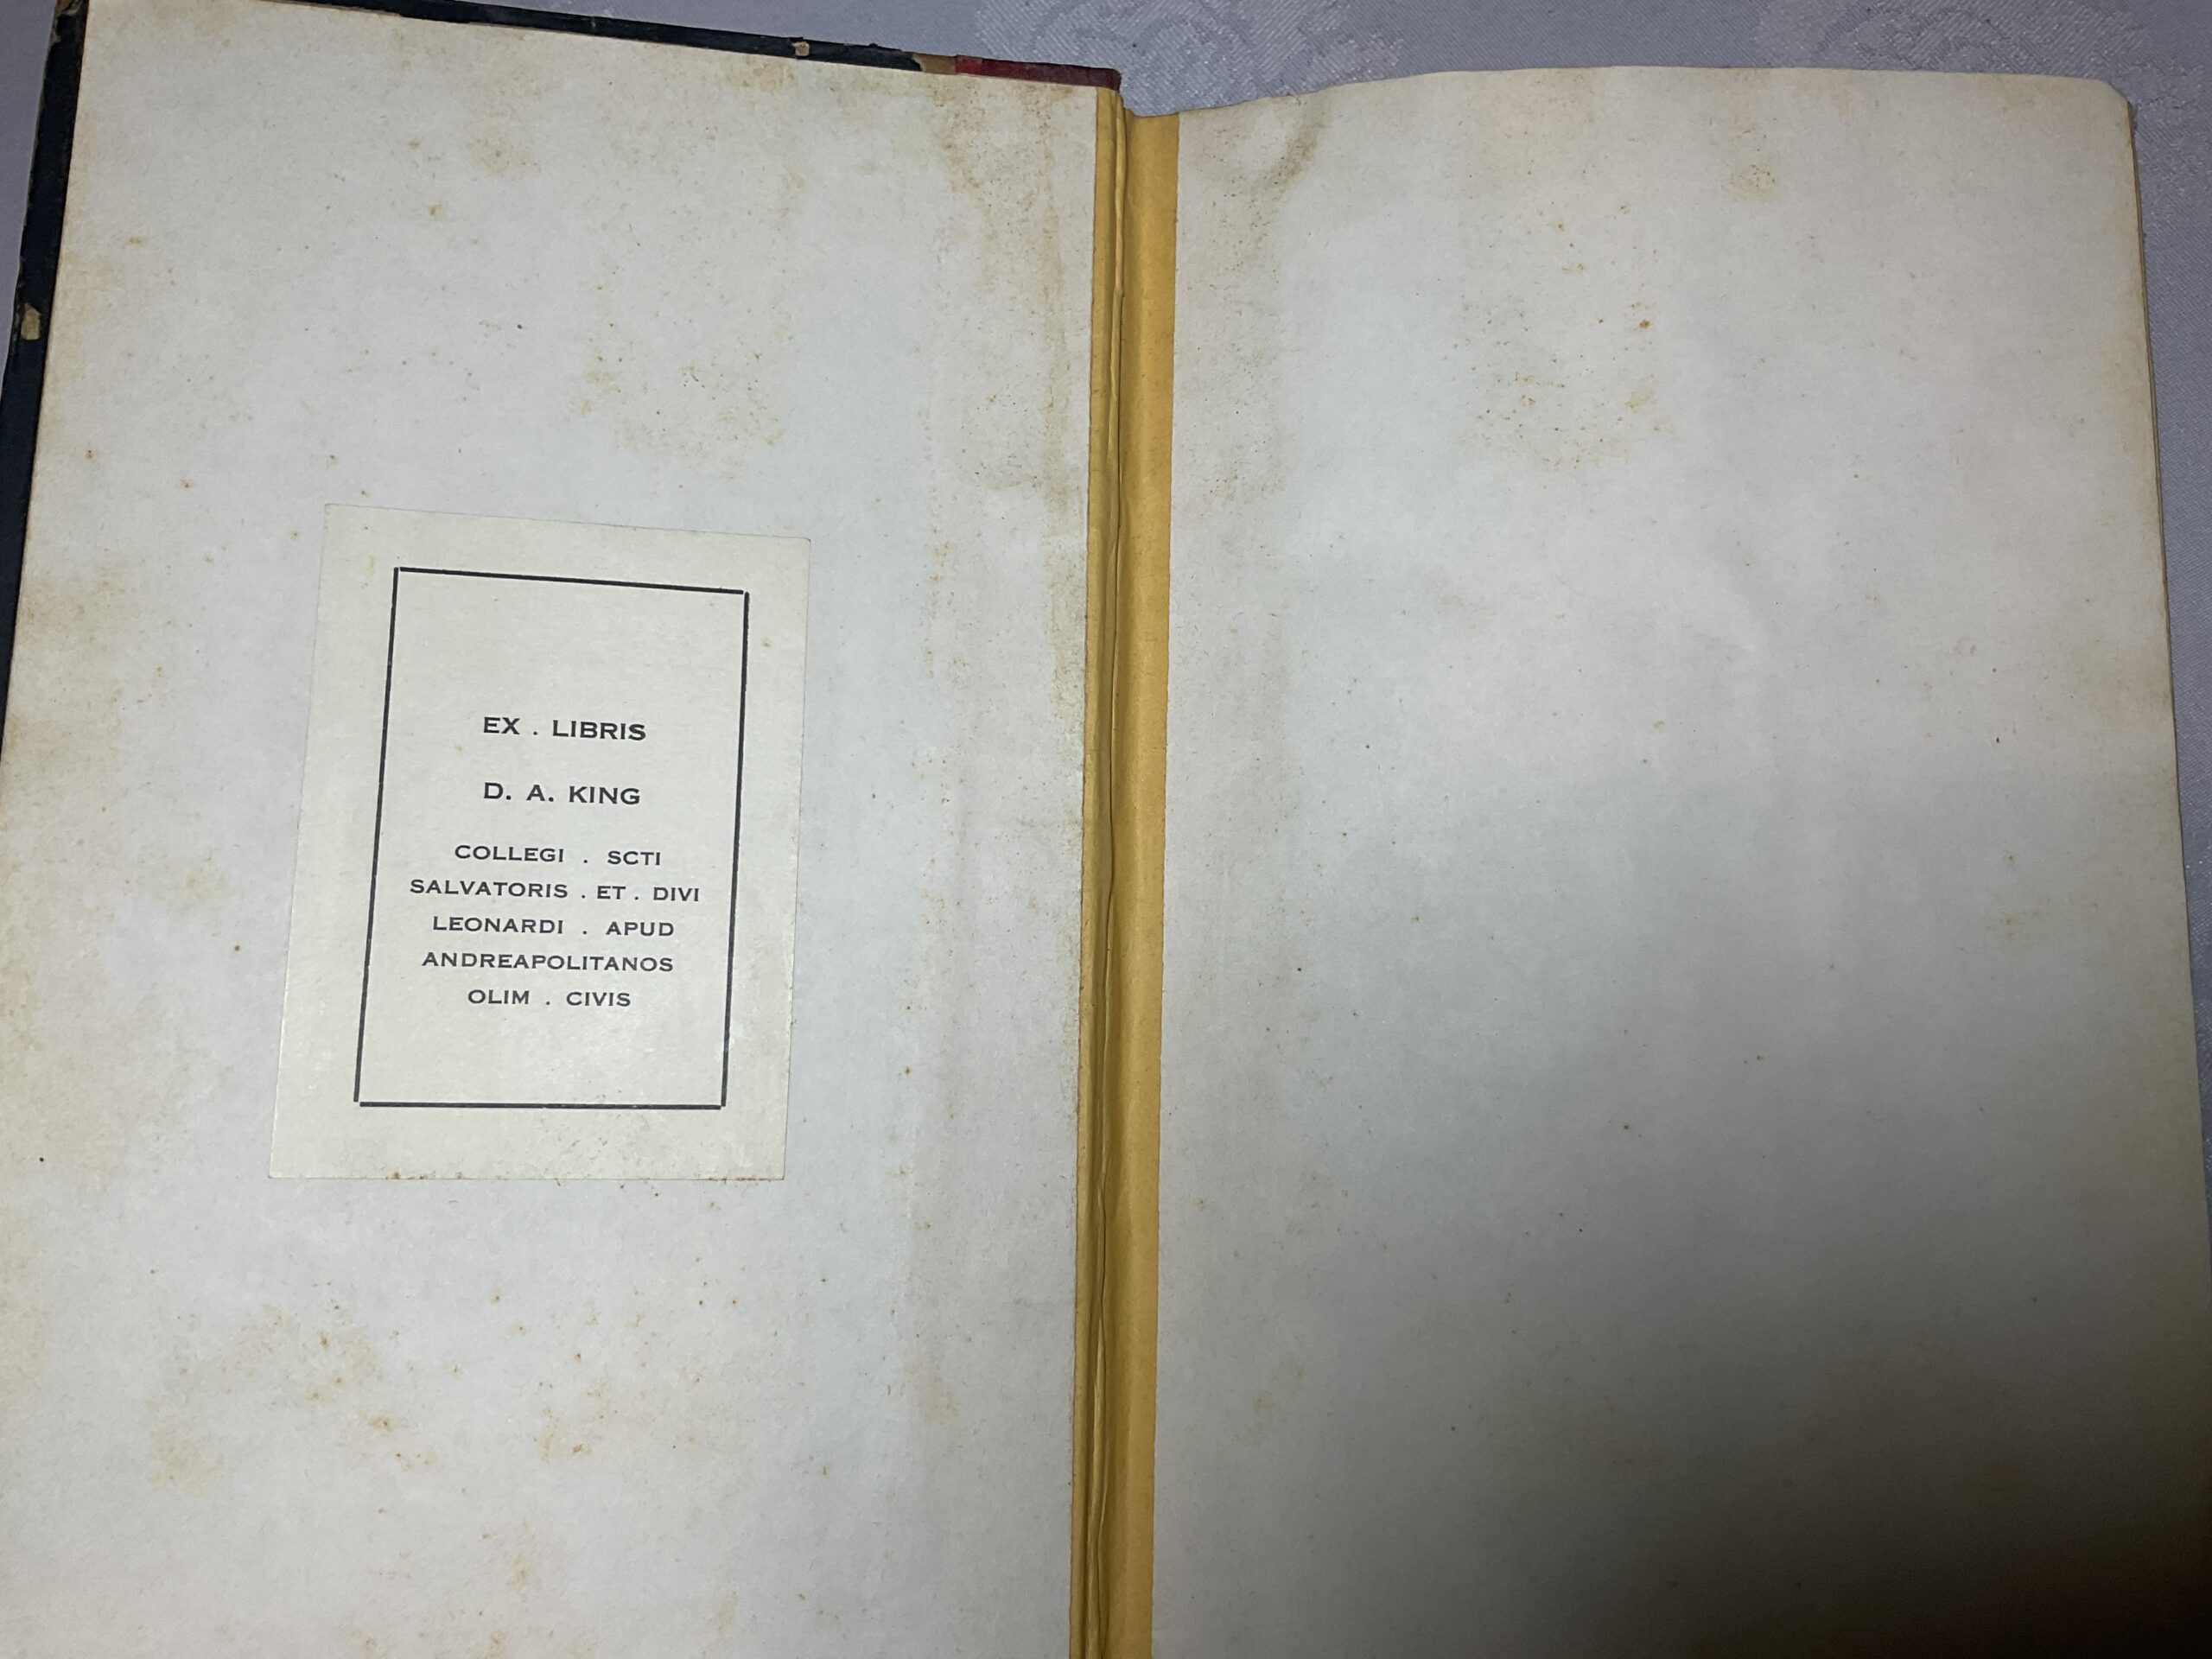 EX . LIBRIS
D. A. KING
COLLEGI . SCTI
SALVATORIS . ET . DIVI
LEONARDI . APUD
ANDREAPOLITANOS
OLIM . CIVIS